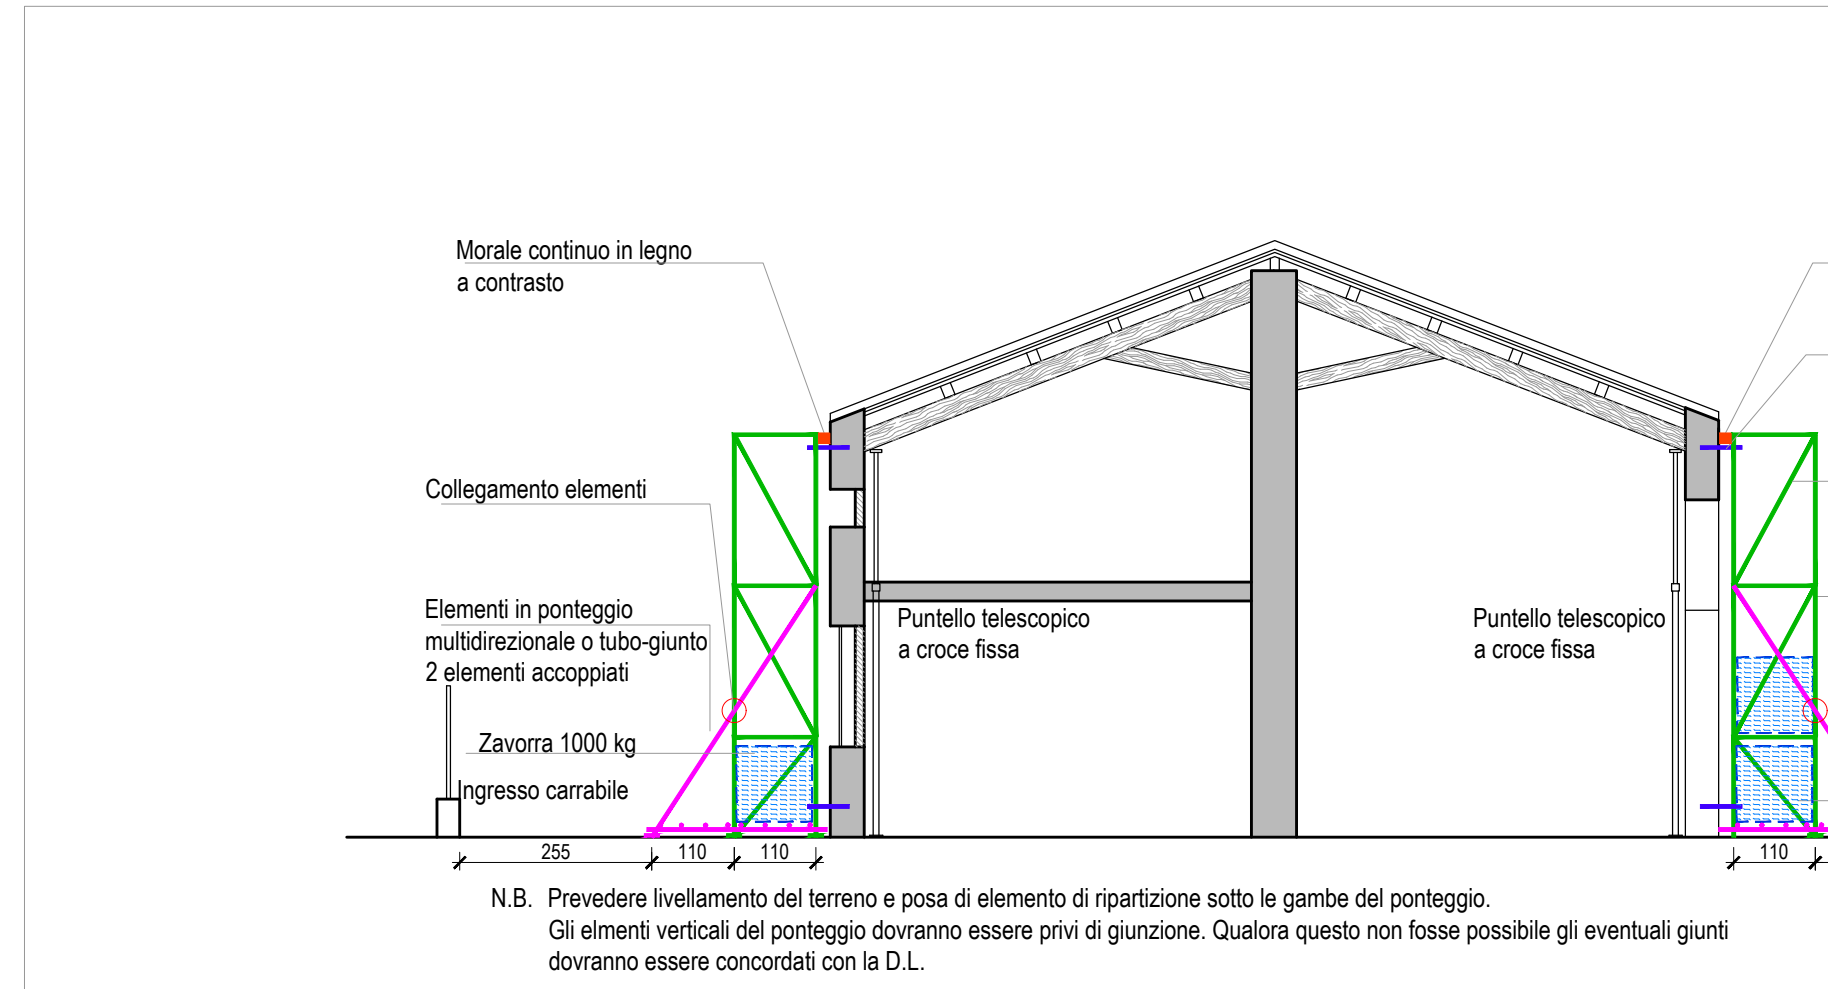 Morale continuo in legno
a contrasto
Collegamento elementi
Elementi in ponteggio
multidirezionale o tubo-giunto
2 elementi accoppiati
Puntello telescopico
a croce fissa
Puntello telescopico
a croce fissa
Zavorra 1000 kg
Ingresso carrabile
255 110 110 110
N.B. Prevedere livellamento del terreno e posa di elemento di ripartizione sotto le gambe del ponteggio.
Gli elmenti verticali del ponteggio dovranno essere privi di giunzione. Qualora questo non fosse possibile gli eventuali giunti
dovranno essere concordati con la D.L.